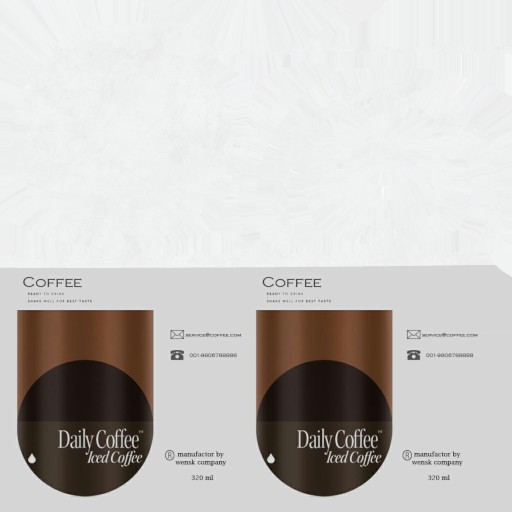 COFFEE
READY TO DRINK
SHAKE WELL FOR BEST TASTE
SERVICE@COFFEE.COM
001-9806788888
Daily Coffee™
Iced Coffee
® manufactor by
wensk company
320 ml
COFFEE
READY TO DRINK
SHAKE WELL FOR BEST TASTE
SERVICE@COFFEE.COM
001-9806788888
Daily Coffee™
Iced Coffee
® manufactor by
wensk company
320 ml